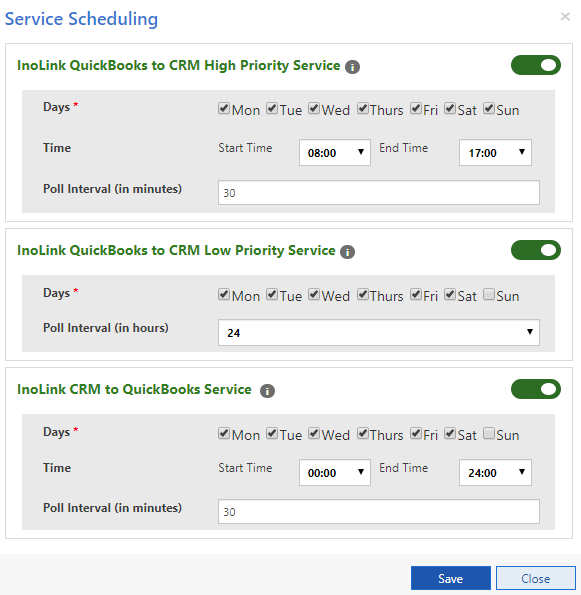 Service Scheduling ×
InoLink QuickBooks to CRM High Priority Service i
Days * Mon Tue Wed Thurs Fri Sat Sun
Time Start Time 08:00 End Time 17:00
Poll Interval (in minutes) 30
InoLink QuickBooks to CRM Low Priority Service i
Days * Mon Tue Wed Thurs Fri Sat Sun
Poll Interval (in hours) 24
InoLink CRM to QuickBooks Service i
Days * Mon Tue Wed Thurs Fri Sat Sun
Time Start Time 00:00 End Time 24:00
Poll Interval (in minutes) 30
Save Close